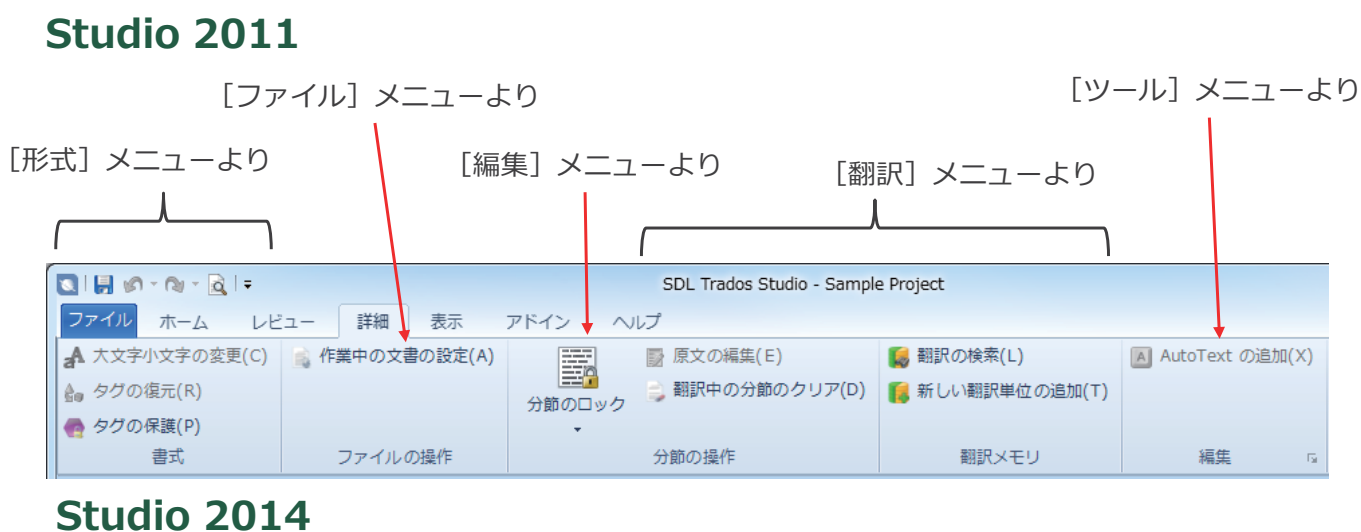 Studio 2011
[ファイル] メニューより
[ツール] メニューより
[形式] メニューより
[編集] メニューより
[翻訳] メニューより
SDL Trados Studio - Sample Project
ファイル ホーム レビュー 詳細 表示 アドイン ヘルプ
大文字小文字の変更(C) 作業中の文書の設定(A) 原文の編集(E) 翻訳の検索(L) A AutoText の追加(X)
タグの復元(R) 分節のロック 翻訳中の分節のクリア(D) 新しい翻訳単位の追加(T)
タグの保護(P)
書式 ファイルの操作 分節の操作 翻訳メモリ 編集
Studio 2014